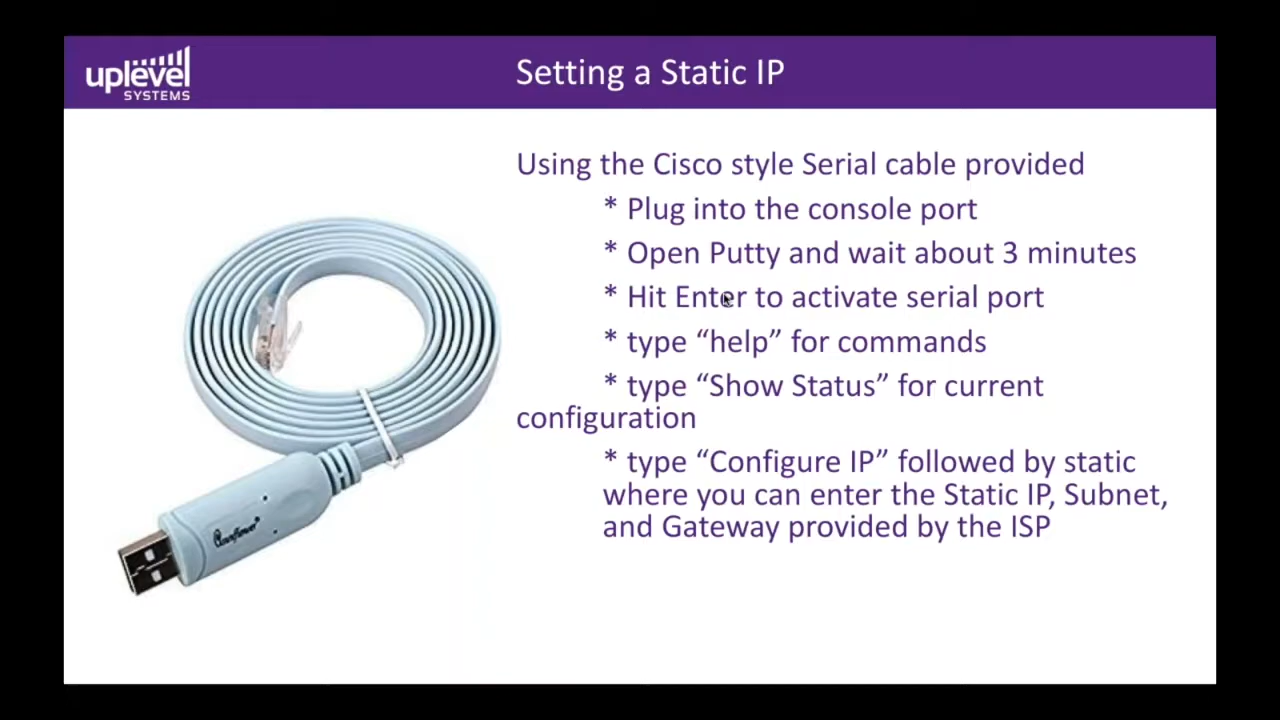 uplevel
SYSTEMS
Setting a Static IP
Using the Cisco style Serial cable provided
* Plug into the console port
* Open Putty and wait about 3 minutes
* Hit Enter to activate serial port
* type “help” for commands
* type “Show Status” for current
configuration
* type “Configure IP” followed by static
where you can enter the Static IP, Subnet,
and Gateway provided by the ISP